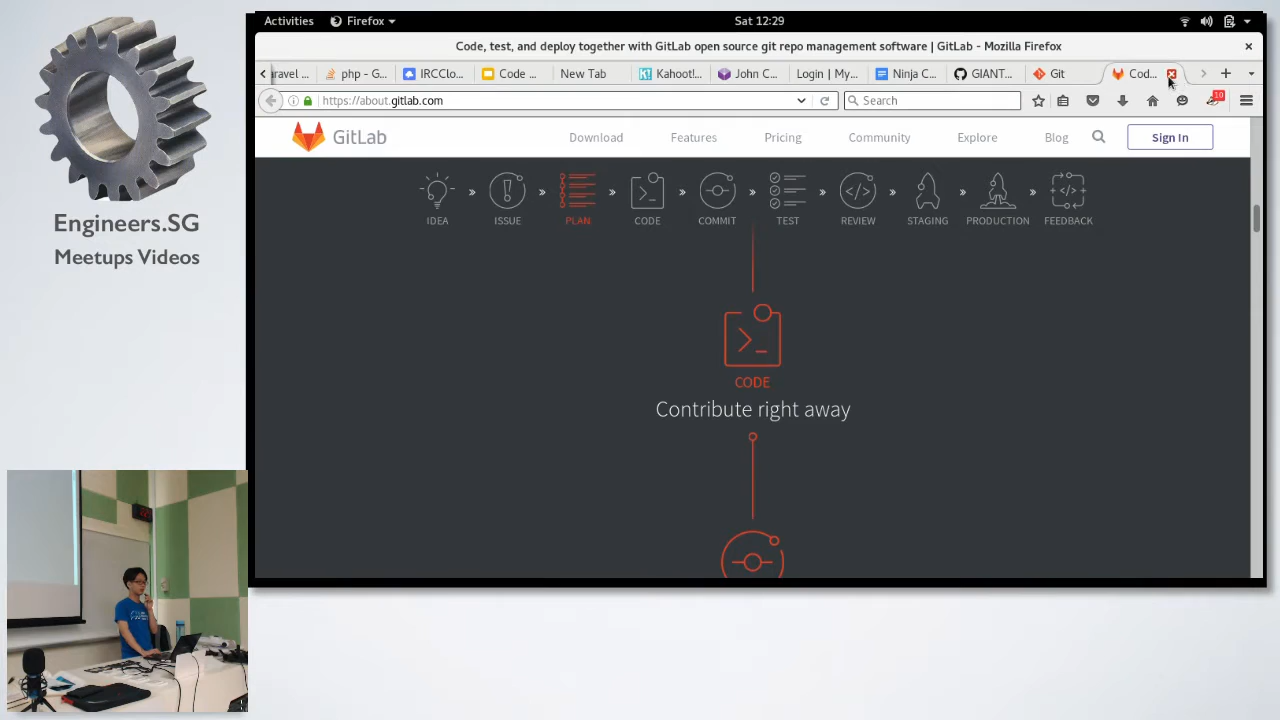 Engineers.SG
Meetups Videos
Activities Firefox Sat 12:29
Code, test, and deploy together with GitLab open source git repo management software | GitLab - Mozilla Firefox
aravel ... php - G... IRCClo... Code ... New Tab Kahoot!... John C... Login | My... Ninja C... GIANT... Git Cod...
https://about.gitlab.com Search 10
GitLab Download Features Pricing Community Explore Blog Sign In
IDEA ISSUE PLAN CODE COMMIT TEST REVIEW STAGING PRODUCTION FEEDBACK
CODE
Contribute right away